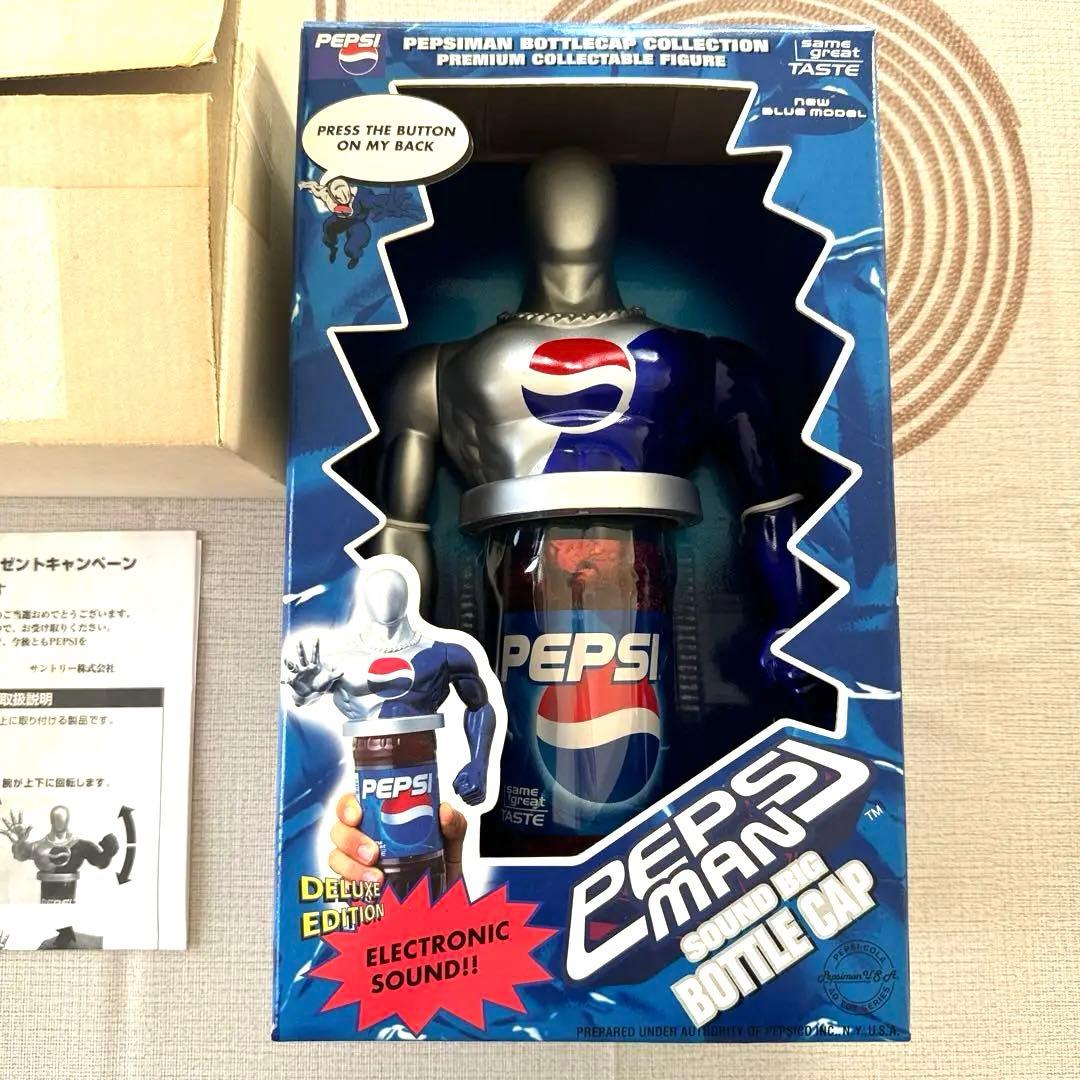 PEPSI
PEPSIMAN BOTTLECAP COLLECTION
PREMIUM COLLECTABLE FIGURE
same
great
TASTE
NEW
BLUE MODEL
PRESS THE BUTTON
ON MY BACK
PEPSI
same
great
TASTE
PEPSI
DELUXE
EDITION
ELECTRONIC
SOUND!!
PEPSI
MAN
TM
SOUND BIG
BOTTLE CAP
PEPSI-COLA
Pepsiman U.S.A.
PREPARED UNDER AUTHORITY OF PEPSICO INC. N.Y. U.S.A.
ゼントキャンペーン
す
のご当選おめでとうございます。
で、お受け取りください。
、今後ともPEPSIを
サントリー株式会社
取扱説明
上に取り付ける製品です。
腕が上下に回転します。